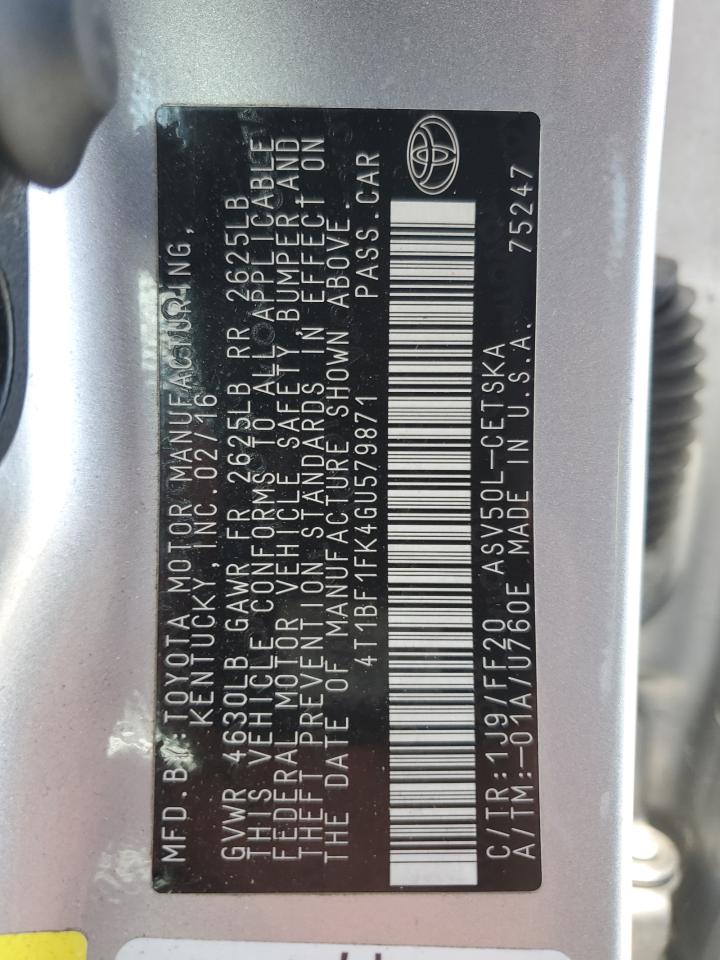 MFD.BY:TOYOTA MOTOR MANUFACTURING,
KENTUCKY,INC.02/16
GVWR 4630LB GAWR FR 2625LB RR 2625LB
THIS VEHICLE CONFORMS TO ALL APPLICABLE
FEDERAL MOTOR VEHICLE SAFETY,BUMPER,AND
THEFT PREVENTION STANDARDS IN EFFECT ON
THE DATE OF MANUFACTURE SHOWN ABOVE.
4T1BF1FK4GU579871 PASS.CAR
C/TR:1J9/FF20 ASV50L-CETSKA
A/TM:-01A/U760E MADE IN U.S.A. 75247